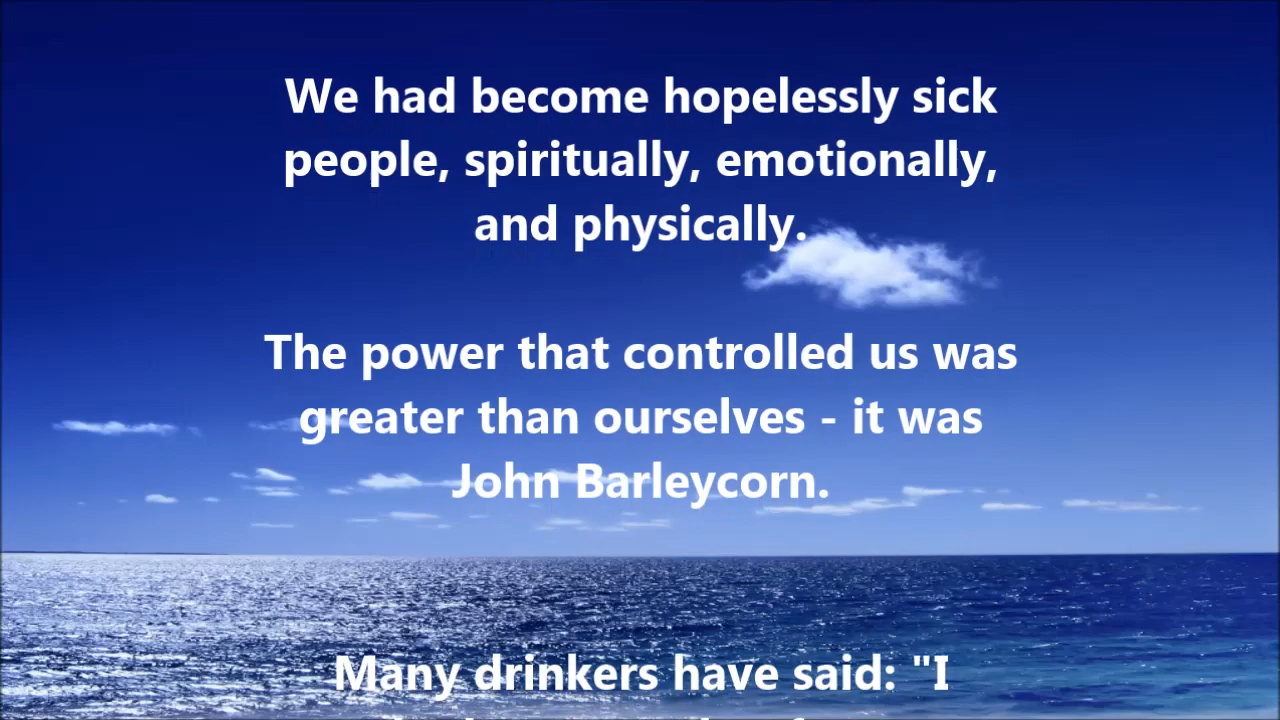 We had become hopelessly sick
people, spiritually, emotionally,
and physically.
The power that controlled us was
greater than ourselves - it was
John Barleycorn.
Many drinkers have said: "I